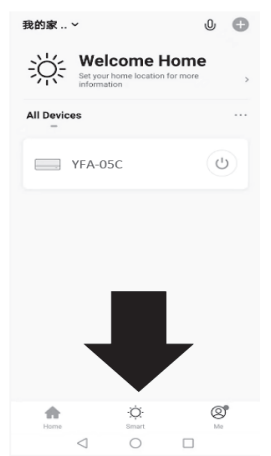 我的家 ..
Welcome Home
Set your home location for more
information
All Devices
YFA-05C
Home Smart Me